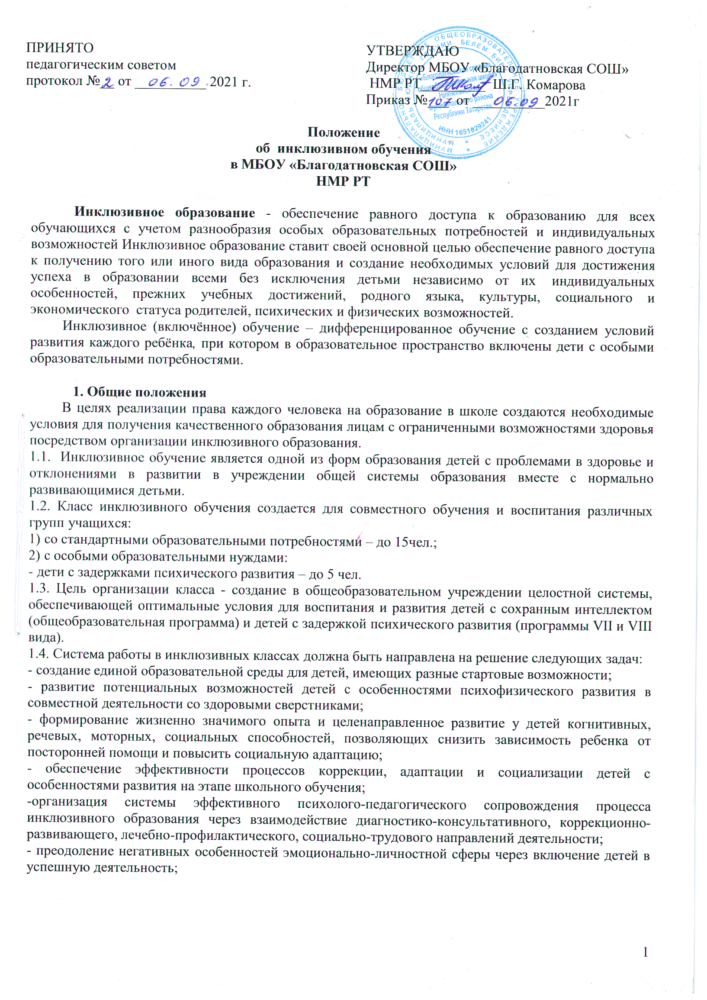 ПРИНЯТО
педагогическим советом
протокол № 2 от 06. 09. 2021 г.
УТВЕРЖДАЮ
Директор МБОУ «Благодатновская СОШ»
НМР РТ Ш.Г. Комарова
Приказ № 107 от 06.09 2021г
МУНИЦИПАЛЬНОЕ БЮДЖЕТНОЕ ОБЩЕОБРАЗОВАТЕЛЬНОЕ УЧРЕЖДЕНИЕ
«Благодатновская средняя
общеобразовательная школа»
Нижнекамского
муниципального района
Республики Татарстан
ИНН 1651029241
Положение
об  инклюзивном обучения
в МБОУ «Благодатновская СОШ»
НМР РТ
Инклюзивное образование - обеспечение равного доступа к образованию для всех
обучающихся с учетом разнообразия особых образовательных потребностей и индивидуальных
возможностей Инклюзивное образование ставит своей основной целью обеспечение равного доступа
к получению того или иного вида образования и создание необходимых условий для достижения
успеха в образовании всеми без исключения детьми независимо от их индивидуальных
особенностей, прежних учебных достижений, родного языка, культуры, социального и
экономического статуса родителей, психических и физических возможностей.
Инклюзивное (включённое) обучение – дифференцированное обучение с созданием условий
развития каждого ребёнка, при котором в образовательное пространство включены дети с особыми
образовательными потребностями.
1. Общие положения
В целях реализации права каждого человека на образование в школе создаются необходимые
условия для получения качественного образования лицам с ограниченными возможностями здоровья
посредством организации инклюзивного образования.
1.1. Инклюзивное обучение является одной из форм образования детей с проблемами в здоровье и
отклонениями в развитии в учреждении общей системы образования вместе с нормально
развивающимися детьми.
1.2. Класс инклюзивного обучения создается для совместного обучения и воспитания различных
групп учащихся:
1) со стандартными образовательными потребностями – до 15чел.;
2) с особыми образовательными нуждами:
- дети с задержками психического развития – до 5 чел.
1.3. Цель организации класса - создание в общеобразовательном учреждении целостной системы,
обеспечивающей оптимальные условия для воспитания и развития детей с сохранным интеллектом
(общеобразовательная программа) и детей с задержкой психического развития (программы VII и VIII
вида).
1.4. Система работы в инклюзивных классах должна быть направлена на решение следующих задач:
- создание единой образовательной среды для детей, имеющих разные стартовые возможности;
- развитие потенциальных возможностей детей с особенностями психофизического развития в
совместной деятельности со здоровыми сверстниками;
- формирование жизненно значимого опыта и целенаправленное развитие у детей когнитивных,
речевых, моторных, социальных способностей, позволяющих снизить зависимость ребенка от
посторонней помощи и повысить социальную адаптацию;
- обеспечение эффективности процессов коррекции, адаптации и социализации детей с
особенностями развития на этапе школьного обучения;
-организация системы эффективного психолого-педагогического сопровождения процесса
инклюзивного образования через взаимодействие диагностико-консультативного, коррекционно-
развивающего, лечебно-профилактического, социально-трудового направлений деятельности;
- преодоление негативных особенностей эмоционально-личностной сферы через включение детей в
успешную деятельность;
1